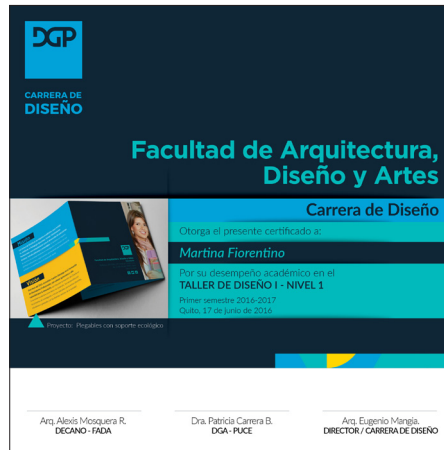 DGP
CARRERA DE
DISEÑO
Facultad de Arquitectura,
Diseño y Artes
Carrera de Diseño
Otorga el presente certificado a:
Martina Fiorentino
Por su desempeño académico en el
TALLER DE DISEÑO I - NIVEL 1
Primer semestre 2016-2017
Quito, 17 de junio de 2016
DGP
Proyecto: Plegables con soporte ecológico
Arq. Alexis Mosquera R.
DECANO - FADA
Dra. Patricia Carrera B.
DGA - PUCE
Arq. Eugenio Mangia.
DIRECTOR / CARRERA DE DISEÑO